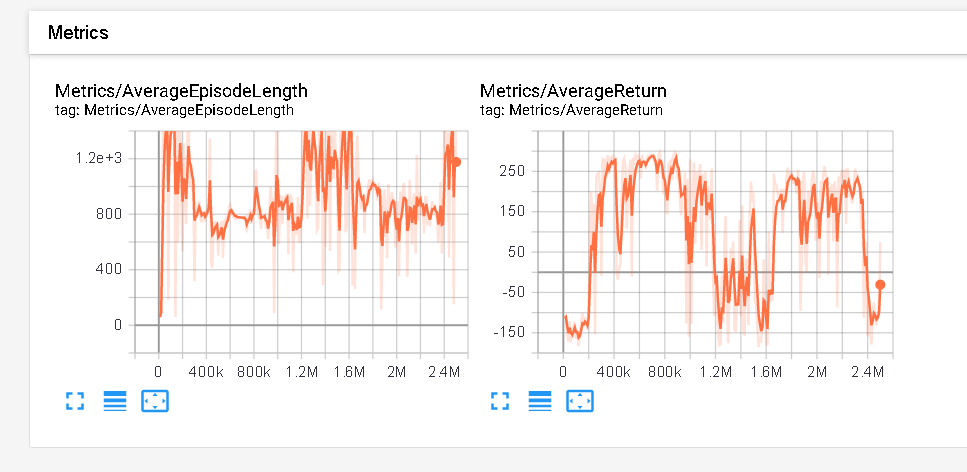 Metrics
Metrics/AverageEpisodeLength
tag: Metrics/AverageEpisodeLength
1.2e+3
800
400
0
0 400k 800k 1.2M 1.6M 2M 2.4M
Metrics/AverageReturn
tag: Metrics/AverageReturn
250
150
50
-50
-150
0 400k 800k 1.2M 1.6M 2M 2.4M